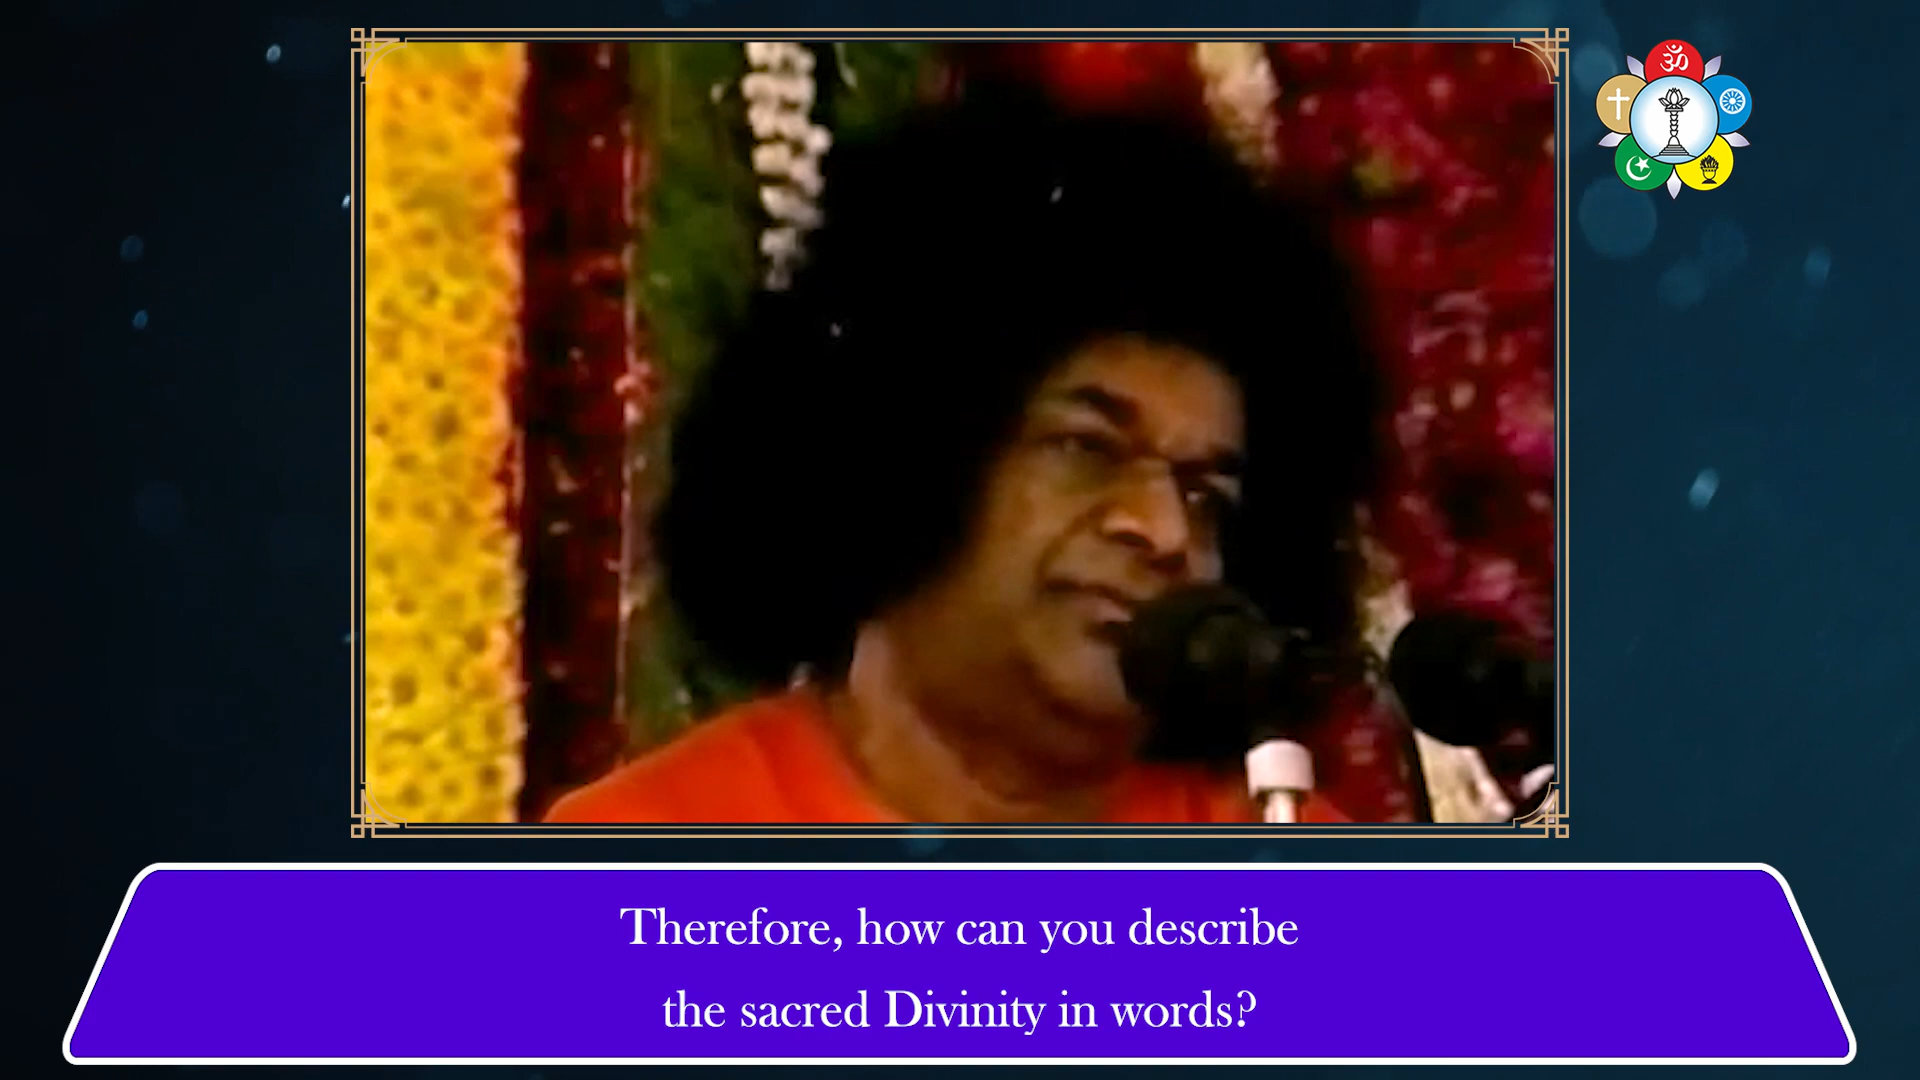 ॐ
Therefore, how can you describe
the sacred Divinity in words?